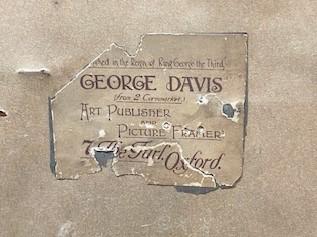 in the Reign of King George the Third.
GEORGE DAVIS
(from 2 Cornmarket)
ART PUBLISHER
AND
PICTURE FRAMER
7 The Turl, Oxford.